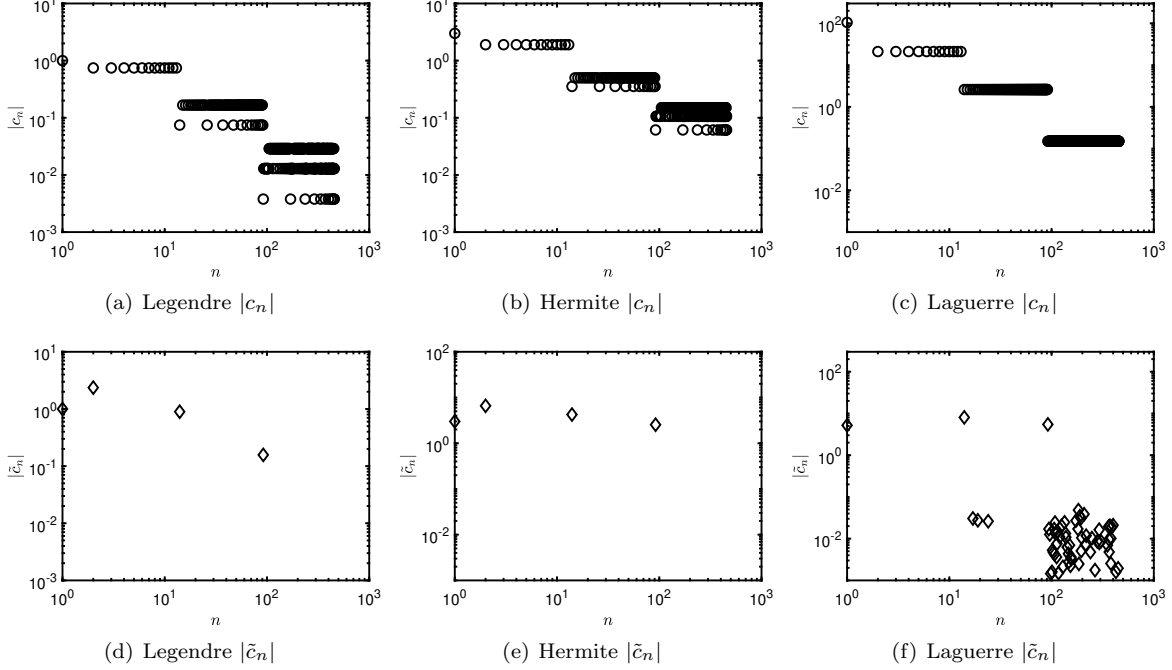 10^1
10^0
10^-1
10^-2
10^-3
|c_n|
10^0 10^1 10^2 10^3
n
(a) Legendre |c_n|
10^1
10^0
10^-1
10^-2
10^-3
|c_n|
10^0 10^1 10^2 10^3
n
(b) Hermite |c_n|
10^2
10^0
10^-2
|c_n|
10^0 10^1 10^2 10^3
n
(c) Laguerre |c_n|
10^1
10^0
10^-1
10^-2
10^-3
|c̃_n|
10^0 10^1 10^2 10^3
n
(d) Legendre |c̃_n|
10^2
10^0
10^-2
|c̃_n|
10^0 10^1 10^2 10^3
n
(e) Hermite |c̃_n|
10^2
10^0
10^-2
|c̃_n|
10^0 10^1 10^2 10^3
n
(f) Laguerre |c̃_n|